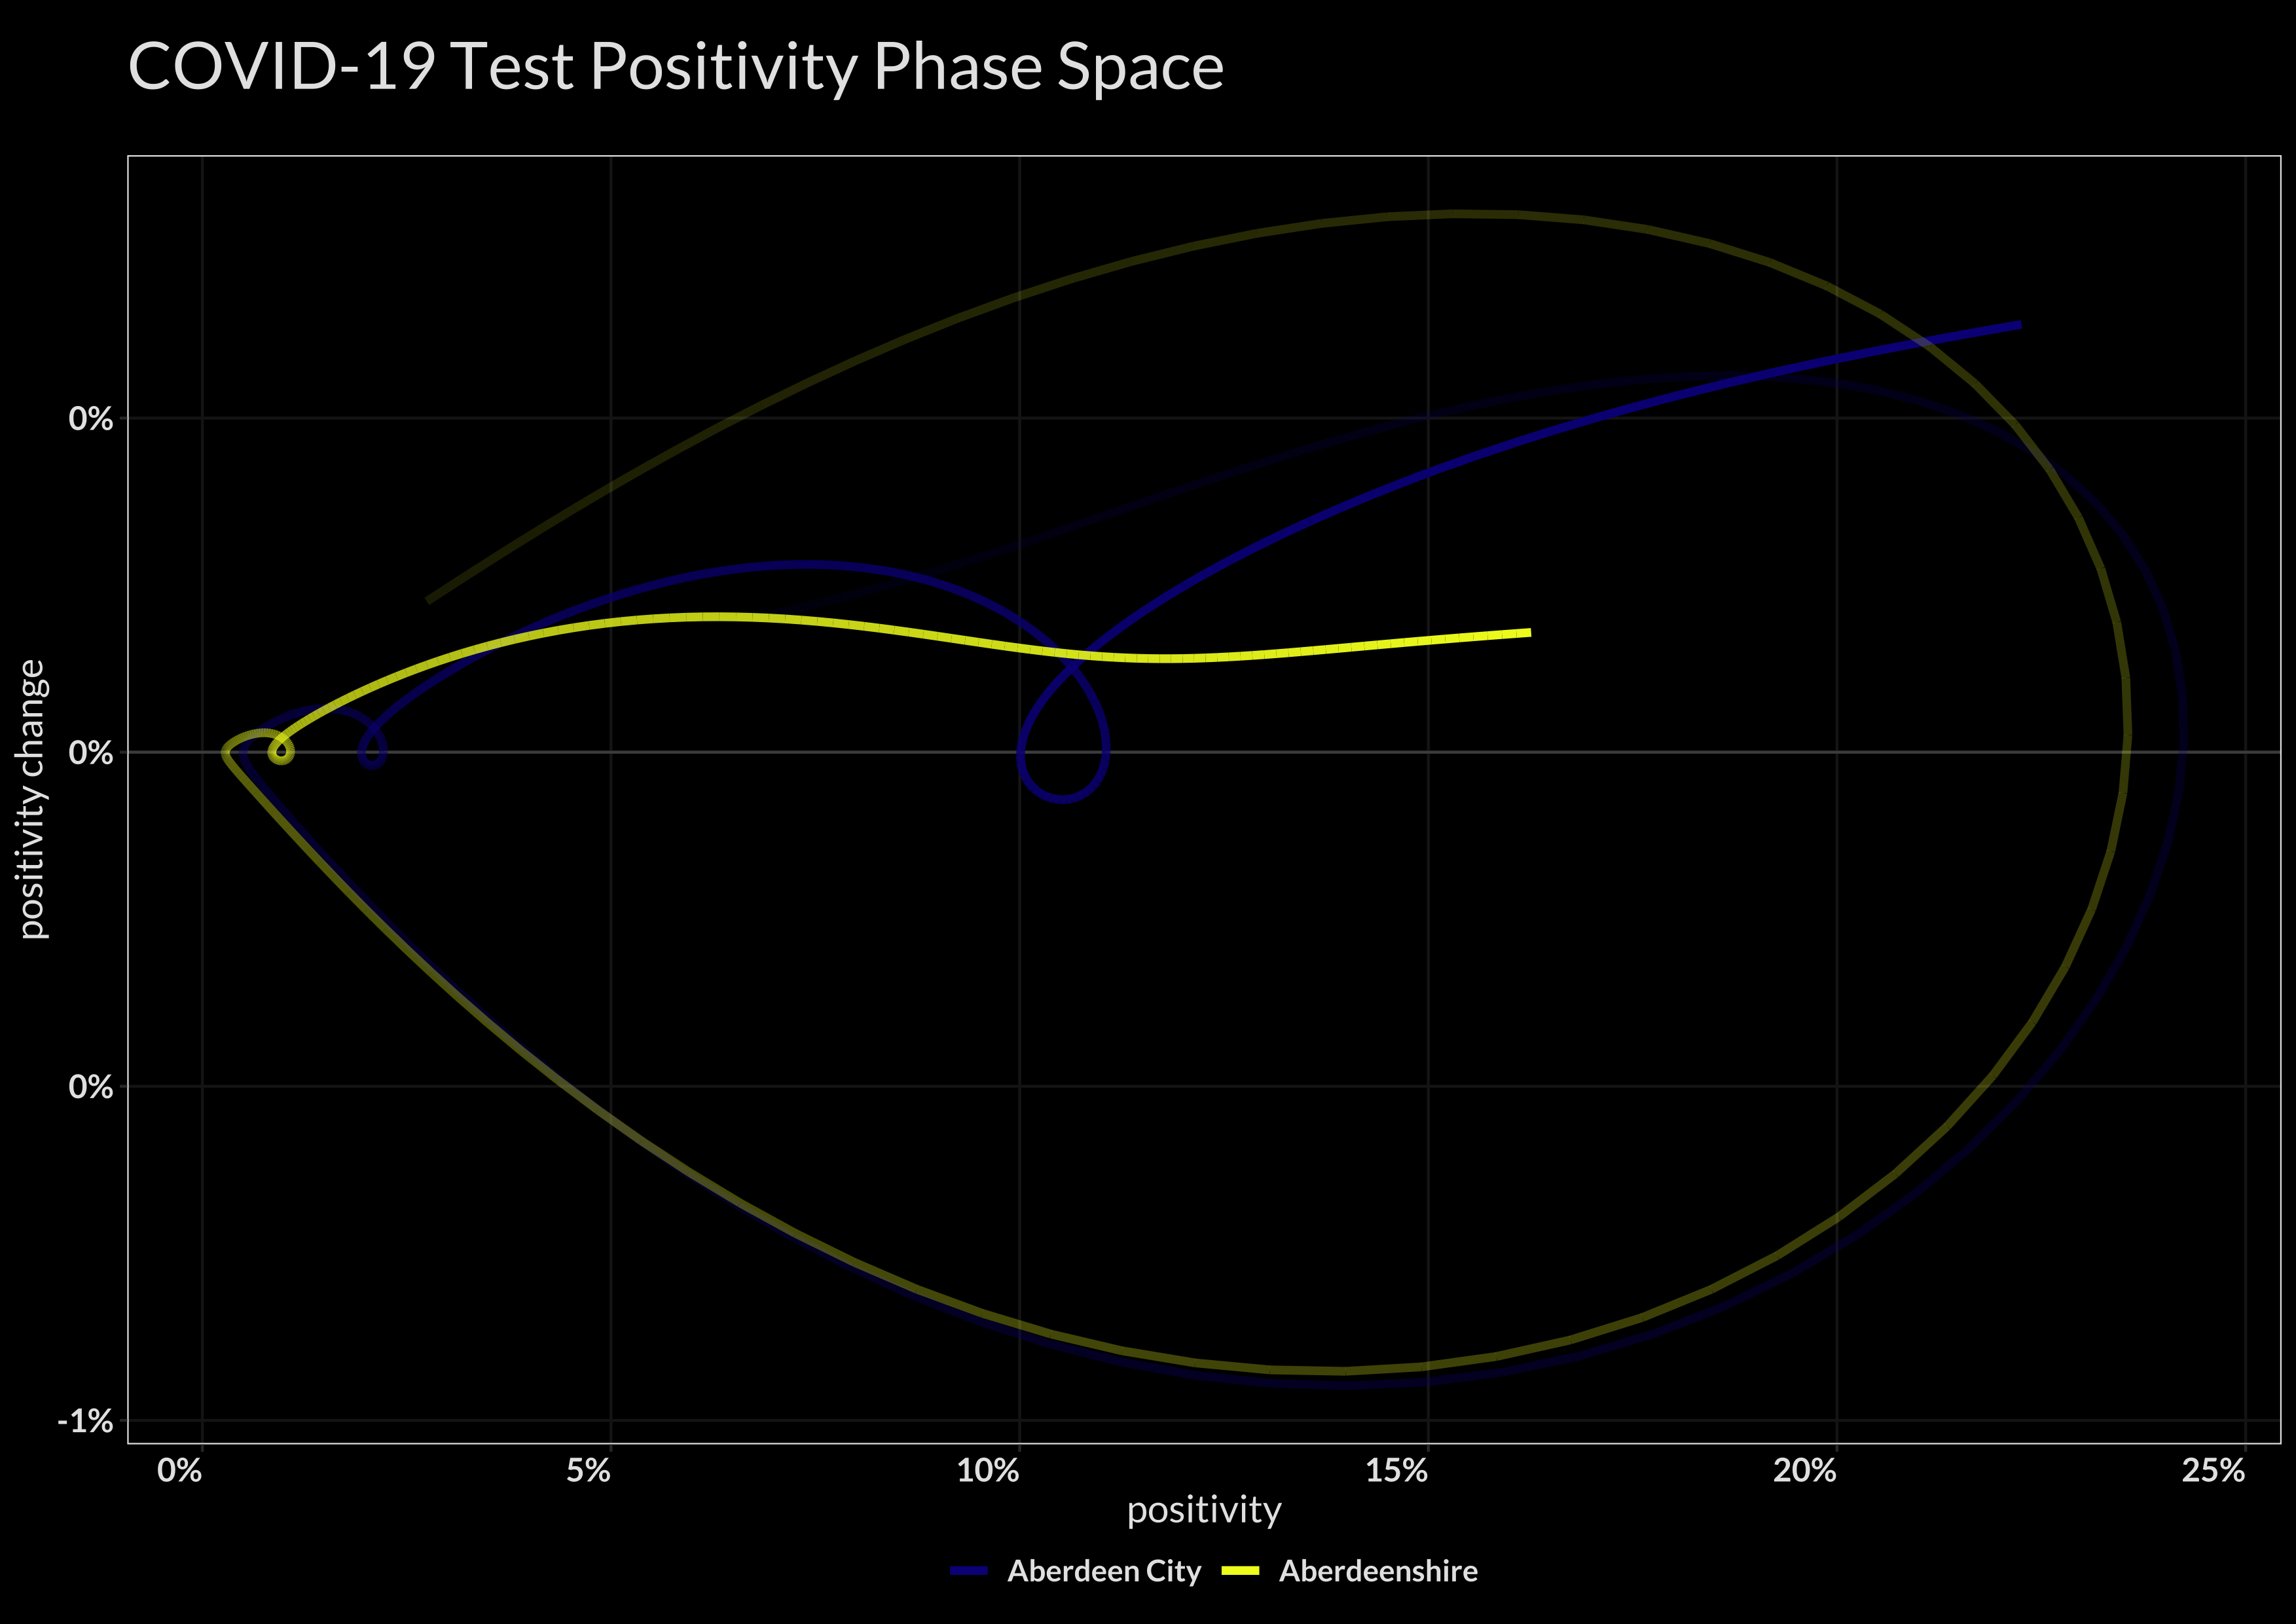 COVID-19 Test Positivity Phase Space
positivity change
0%
0%
0%
-1%
0% 5% 10% 15% 20% 25%
positivity
Aberdeen City Aberdeenshire